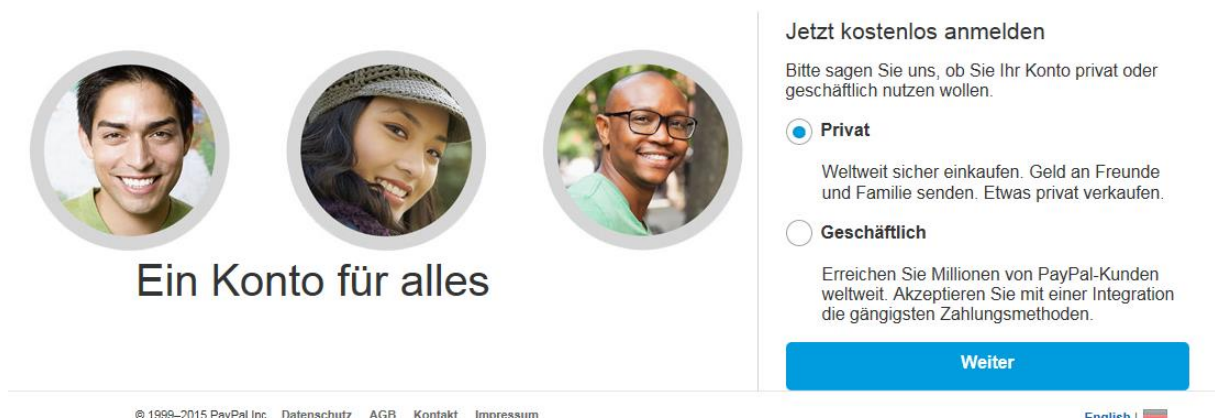 Ein Konto für alles
Jetzt kostenlos anmelden
Bitte sagen Sie uns, ob Sie Ihr Konto privat oder
geschäftlich nutzen wollen.
Privat
Weltweit sicher einkaufen. Geld an Freunde
und Familie senden. Etwas privat verkaufen.
Geschäftlich
Erreichen Sie Millionen von PayPal-Kunden
weltweit. Akzeptieren Sie mit einer Integration
die gängigsten Zahlungsmethoden.
Weiter
© 1999–2015 PayPal Inc. Datenschutz AGB Kontakt Impressum
English |